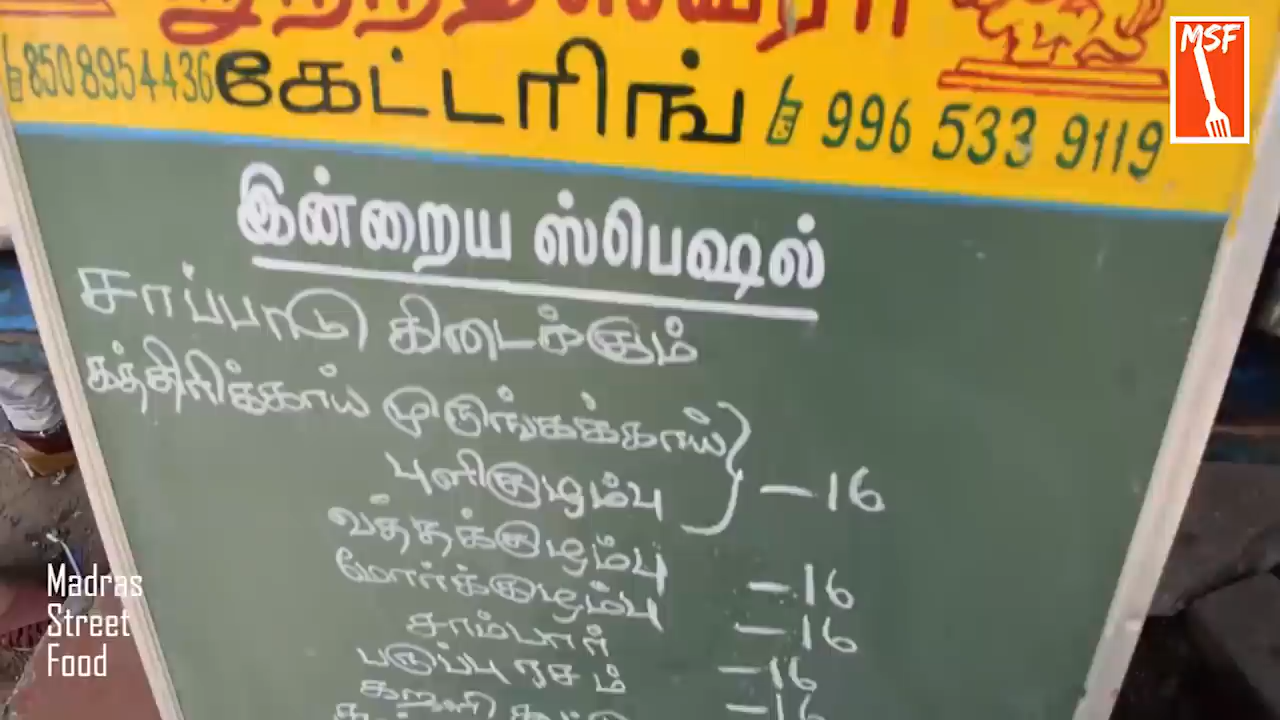 MSF
8508954436 கேட்டரிங் 996 533 9119
இன்றைய ஸ்பெஷல்
சாப்பாடு கிடைக்கும்
கத்திரிக்காய் முருங்கக்காய்
புளிகுழம்பு - 16
வத்தக்குழம்பு - 16
மோர்க்குழம்பு - 16
சாம்பார் - 16
பருப்பு ரசம் - 16
Madras
Street
Food